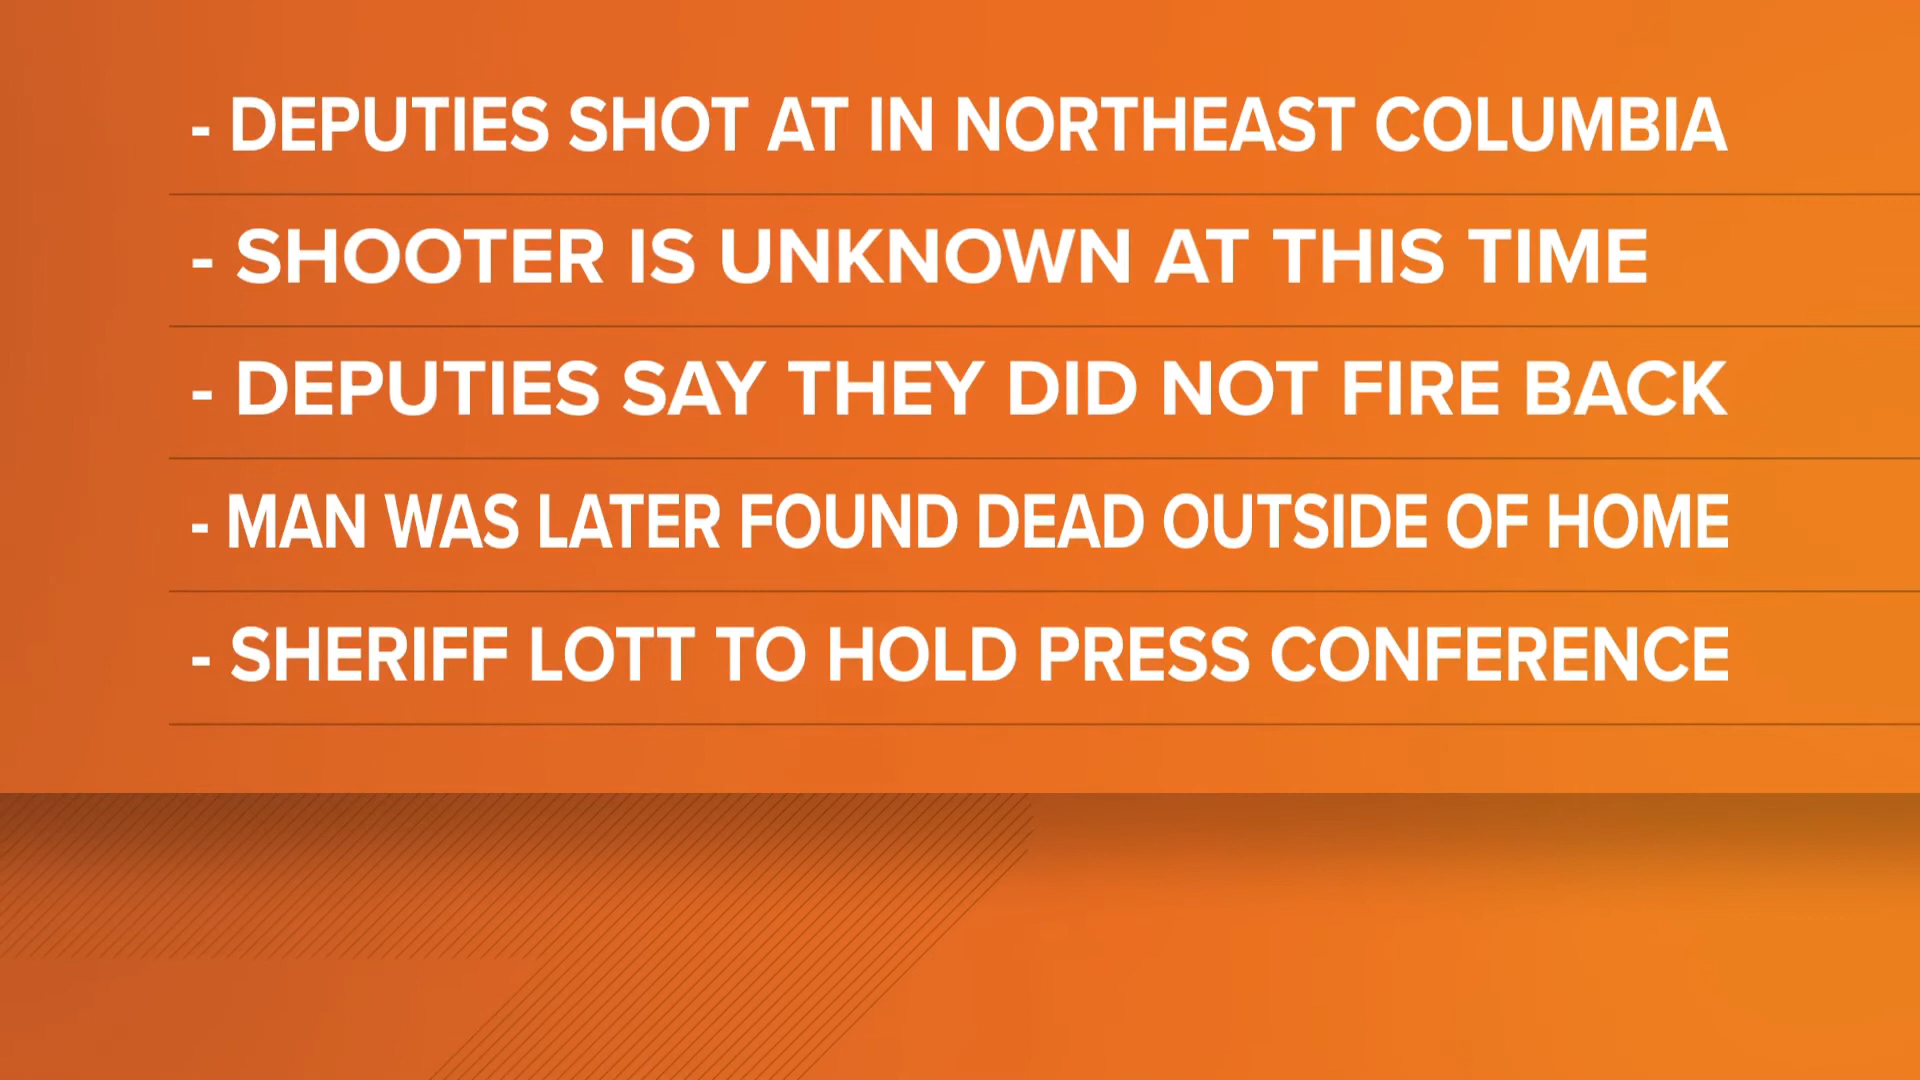 - DEPUTIES SHOT AT IN NORTHEAST COLUMBIA
- SHOOTER IS UNKNOWN AT THIS TIME
- DEPUTIES SAY THEY DID NOT FIRE BACK
- MAN WAS LATER FOUND DEAD OUTSIDE OF HOME
- SHERIFF LOTT TO HOLD PRESS CONFERENCE